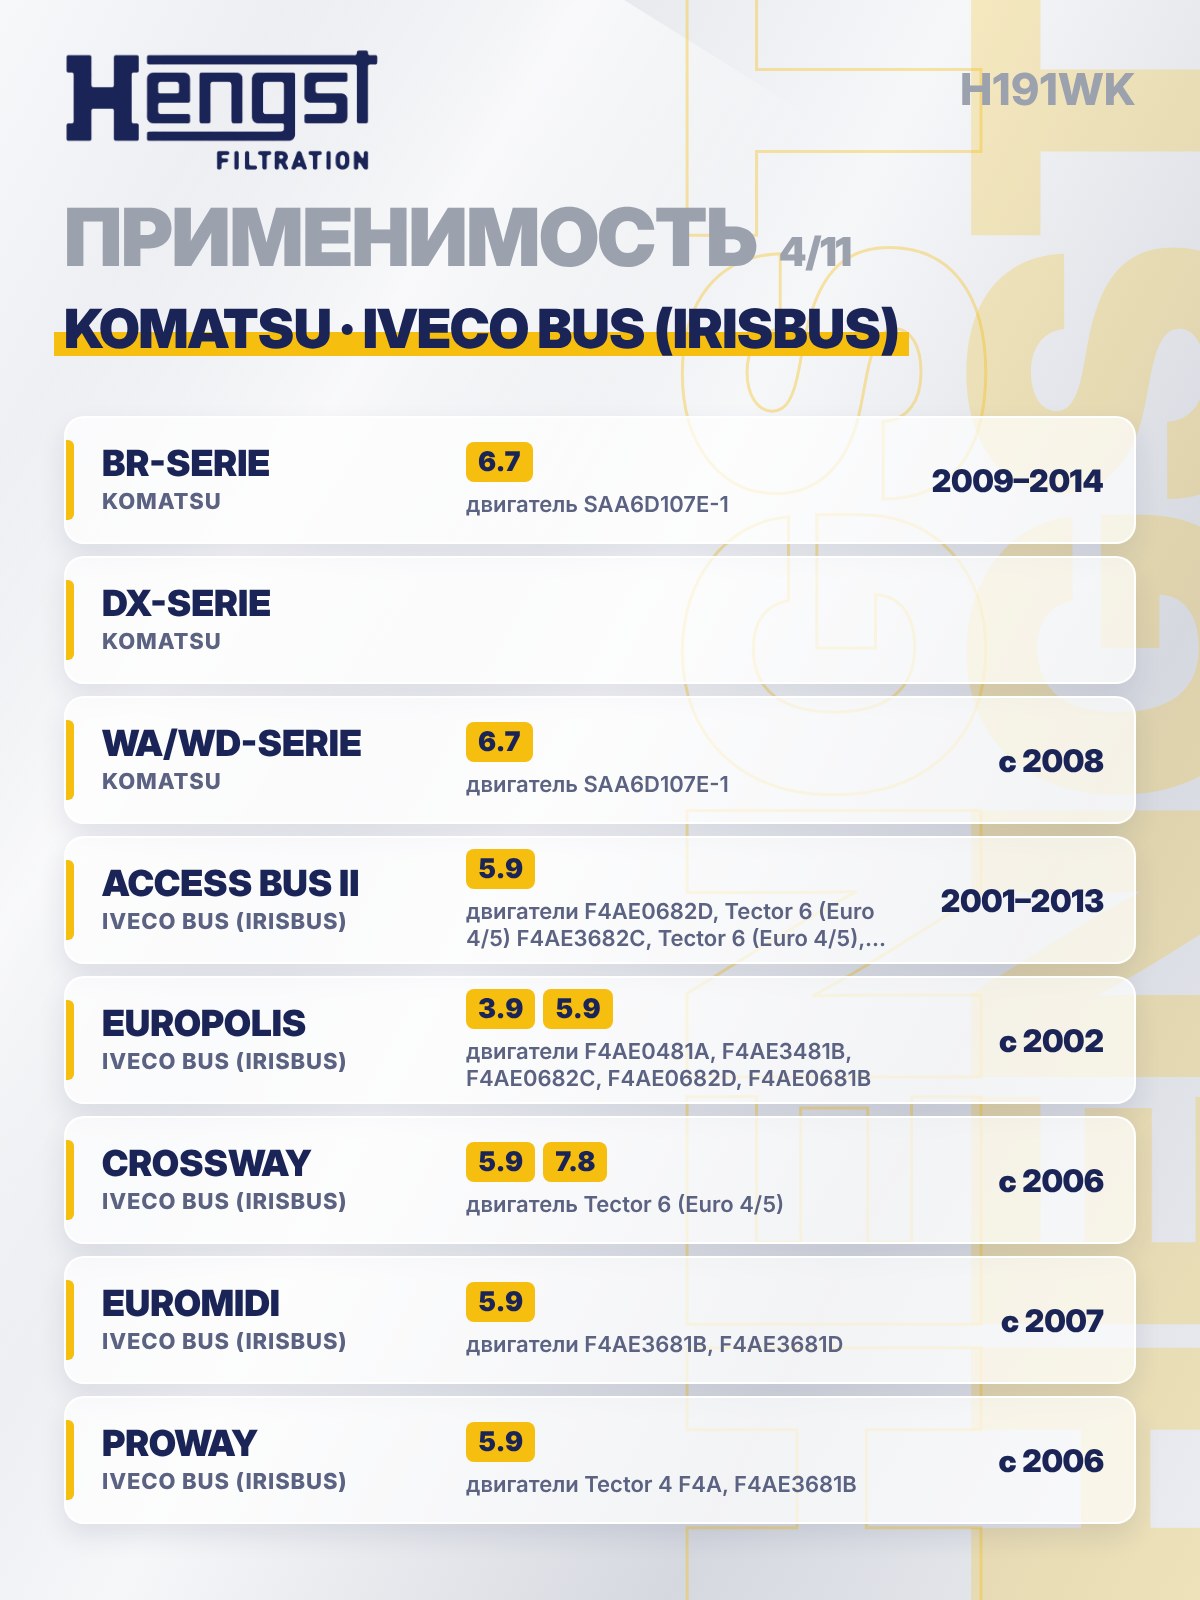 Hengst
FILTRATION
H191WK
ПРИМЕНИМОСТЬ 4/11
KOMATSU · IVECO BUS (IRISBUS)
BR-SERIE
KOMATSU
6.7
двигатель SAA6D107E-1
2009–2014
DX-SERIE
KOMATSU
WA/WD-SERIE
KOMATSU
6.7
двигатель SAA6D107E-1
с 2008
ACCESS BUS II
IVECO BUS (IRISBUS)
5.9
двигатели F4AE0682D, Tector 6 (Euro
4/5) F4AE3682C, Tector 6 (Euro 4/5),...
2001–2013
EUROPOLIS
IVECO BUS (IRISBUS)
3.9 5.9
двигатели F4AE0481A, F4AE3481B,
F4AE0682C, F4AE0682D, F4AE0681B
с 2002
CROSSWAY
IVECO BUS (IRISBUS)
5.9 7.8
двигатель Tector 6 (Euro 4/5)
с 2006
EUROMIDI
IVECO BUS (IRISBUS)
5.9
двигатели F4AE3681B, F4AE3681D
с 2007
PROWAY
IVECO BUS (IRISBUS)
5.9
двигатели Tector 4 F4A, F4AE3681B
с 2006
HENGST
HENGST